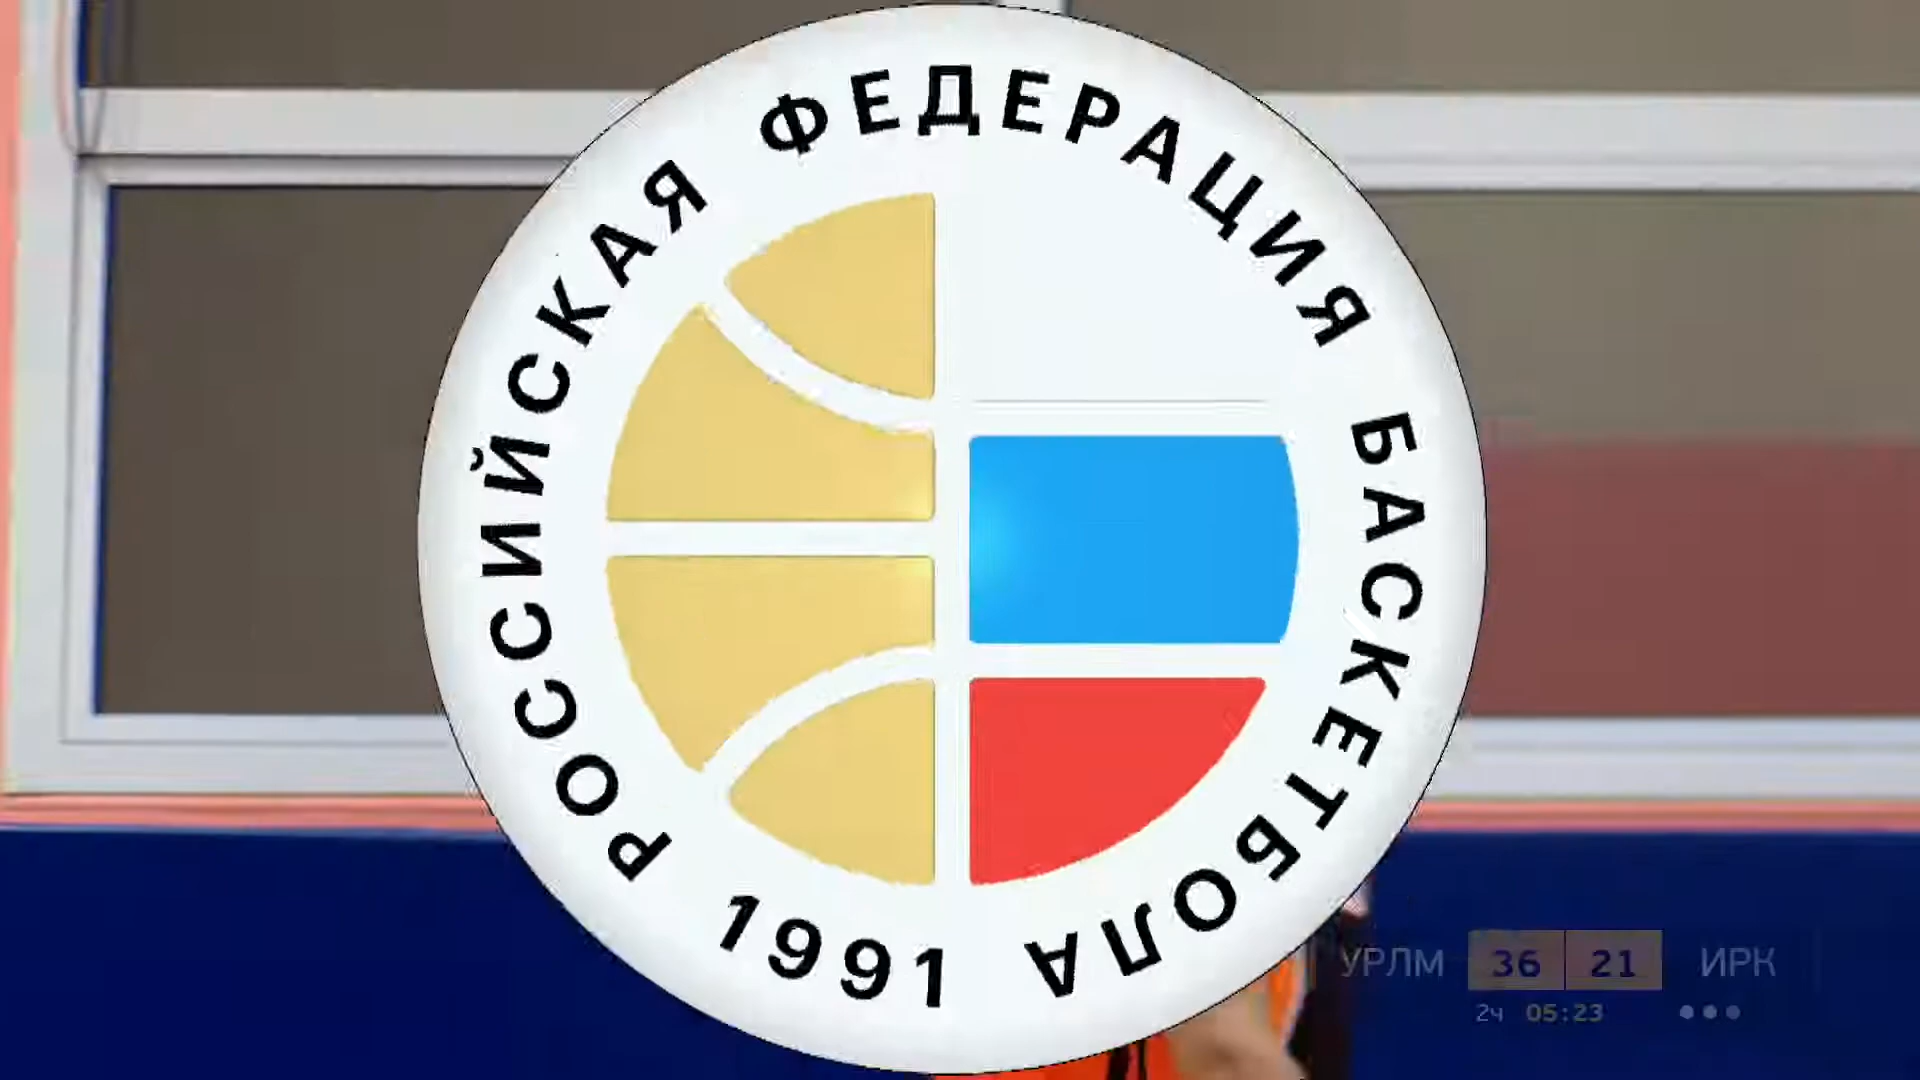 РОССИЙСКАЯ ФЕДЕРАЦИЯ БАСКЕТБОЛА
1991
УРЛМ 36 21 ИРК
2Ч 05:23